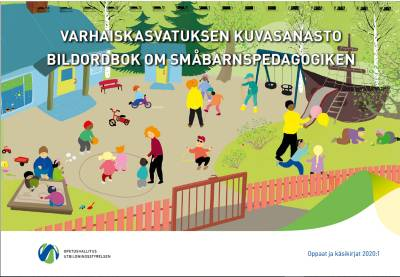 VARHAISKASVATUKSEN KUVASANASTO
BILDORDBOK OM SMÅBARNSPEDAGOGIKEN
OPETUSHALLITUS
UTBILDNINGSSTYRELSEN
Oppaat ja käsikirjat 2020:1